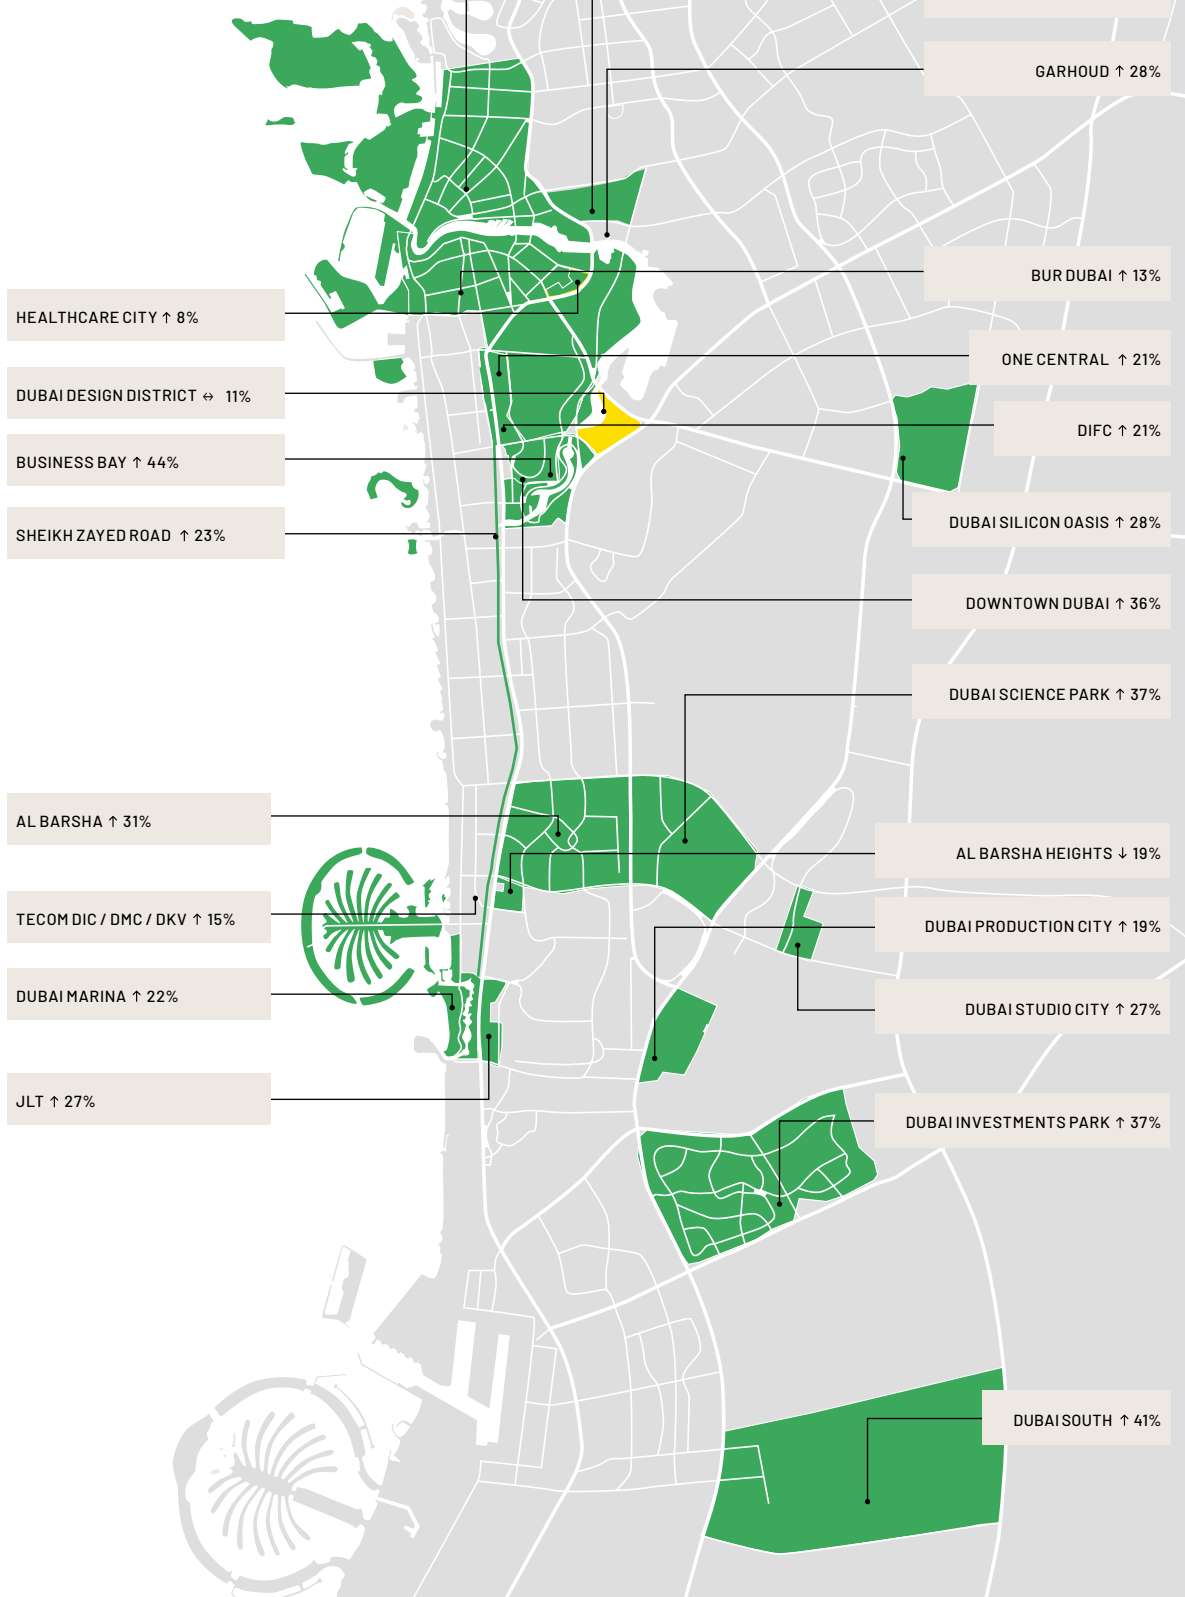 GARHOUD ↑ 28%
BUR DUBAI ↑ 13%
HEALTHCARE CITY ↑ 8%
ONE CENTRAL ↑ 21%
DUBAI DESIGN DISTRICT ↔ 11%
DIFC ↑ 21%
BUSINESS BAY ↑ 44%
DUBAI SILICON OASIS ↑ 28%
SHEIKH ZAYED ROAD ↑ 23%
DOWNTOWN DUBAI ↑ 36%
DUBAI SCIENCE PARK ↑ 37%
AL BARSHA ↑ 31%
AL BARSHA HEIGHTS ↓ 19%
TECOM DIC / DMC / DKV ↑ 15%
DUBAI PRODUCTION CITY ↑ 19%
DUBAI MARINA ↑ 22%
DUBAI STUDIO CITY ↑ 27%
JLT ↑ 27%
DUBAI INVESTMENTS PARK ↑ 37%
DUBAI SOUTH ↑ 41%